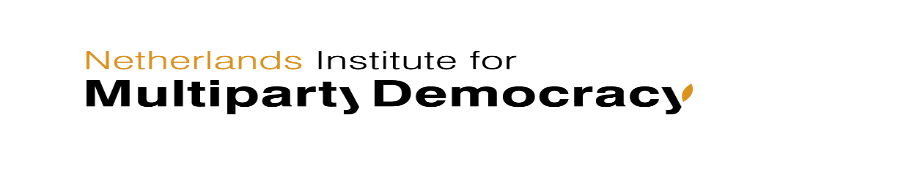 Netherlands Institute for
Multiparty Democracy